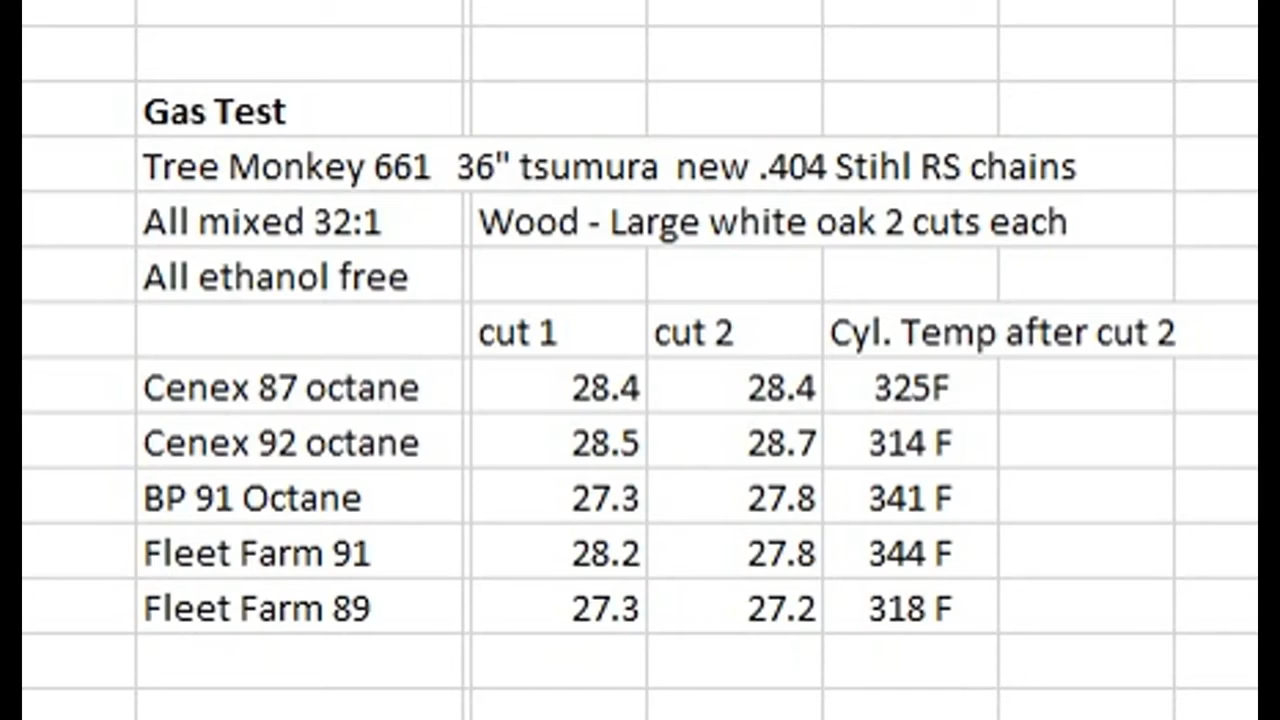 Gas Test
Tree Monkey 661 36" tsumura new .404 Stihl RS chains
All mixed 32:1 Wood - Large white oak 2 cuts each
All ethanol free
cut 1 cut 2 Cyl. Temp after cut 2
Cenex 87 octane 28.4 28.4 325F
Cenex 92 octane 28.5 28.7 314 F
BP 91 Octane 27.3 27.8 341 F
Fleet Farm 91 28.2 27.8 344 F
Fleet Farm 89 27.3 27.2 318 F